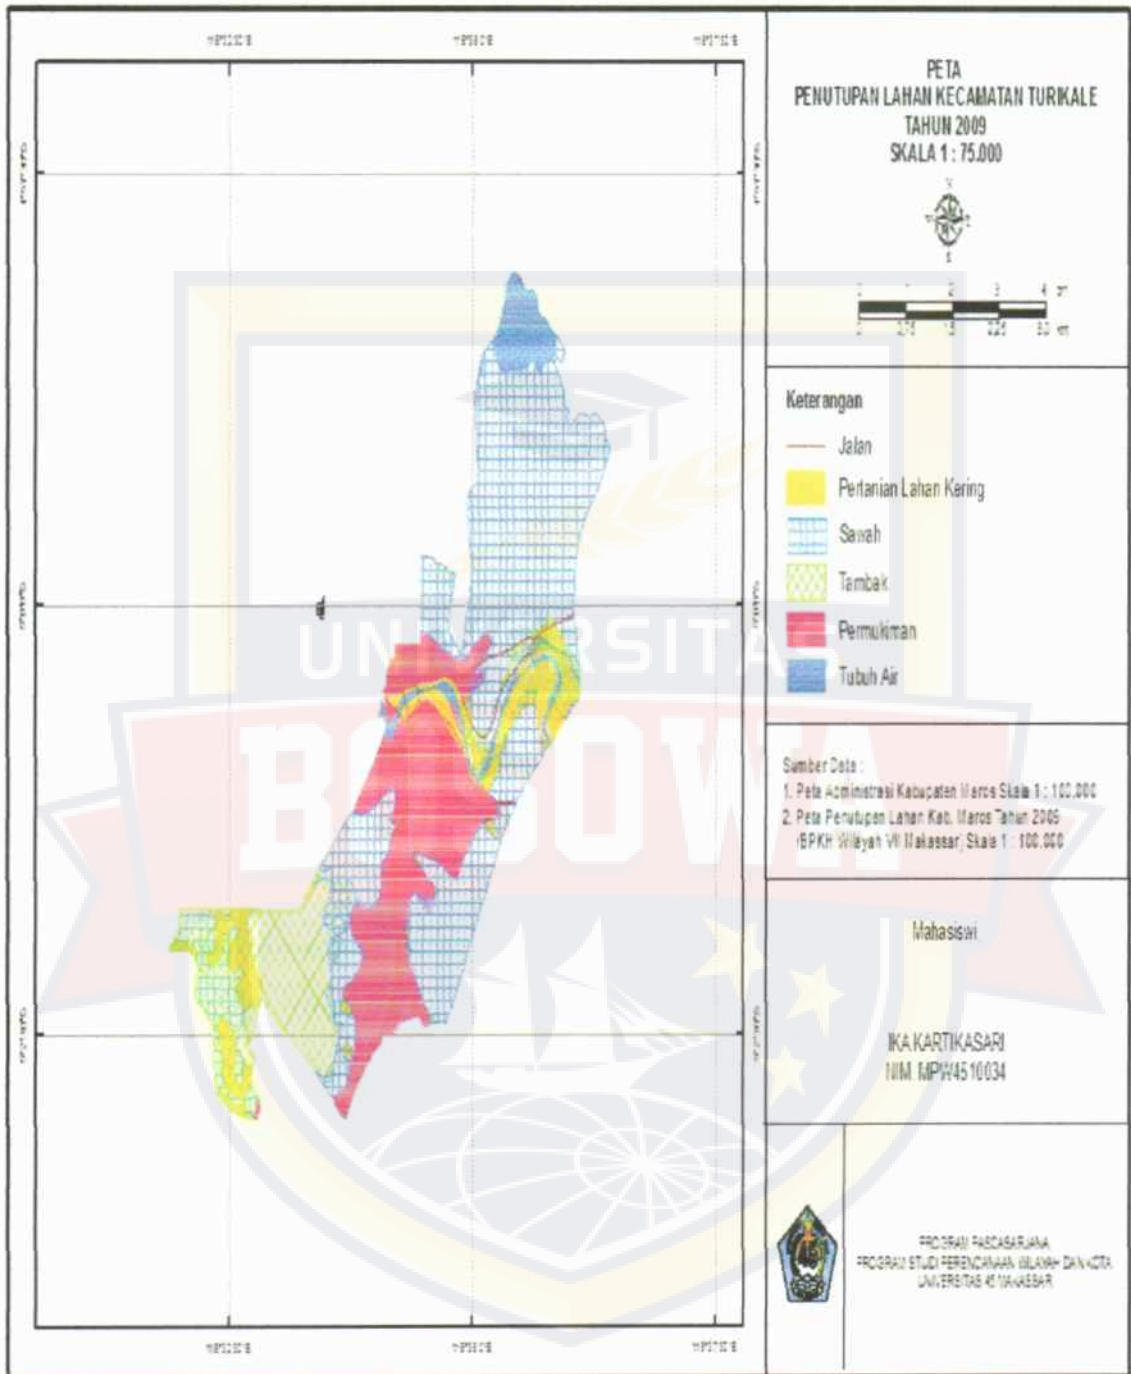 PETA
PENUTUPAN LAHAN KECAMATAN TURIKALE
TAHUN 2009
SKALA 1 : 75.000
Keterangan
Jalan
Pertanian Lahan Kering
Sawah
Tambak
Permukiman
Tubuh Air
Sumber Data :
1. Peta Administrasi Kabupaten Maros Skala 1 : 100.000
2. Peta Penutupan Lahan Kab. Maros Tahun 2009
(BPKH Wilayah VII Makassar) Skala 1 : 100.000
Mahasiswi
IKA KARTIKASARI
NIM. MPW4510034
PROGRAM PASCASARJANA
PROGRAM STUDI PERENCANAAN WILAYAH DAN KOTA
UNIVERSITAS 45 MAKASSAR
UNIVERSITAS
BOSOWA